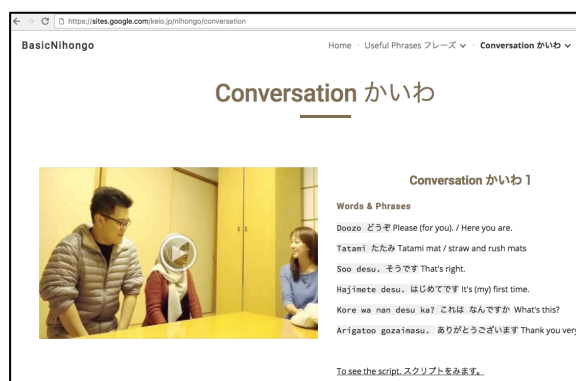 https://sites.google.com/keio.jp/nihongo/conversation
BasicNihongo
Home · Useful Phrases フレーズ · Conversation かいわ
Conversation かいわ
Conversation かいわ 1
Words & Phrases
Doozo どうぞ Please (for you). / Here you are.
Tatami たたみ Tatami mat / straw and rush mats
Soo desu. そうです That's right.
Hajimete desu. はじめてです It's (my) first time.
Kore wa nan desu ka? これは なんですか What's this?
Arigatoo gozaimasu. ありがとうございます Thank you very
To see the script. スクリプトをみます。